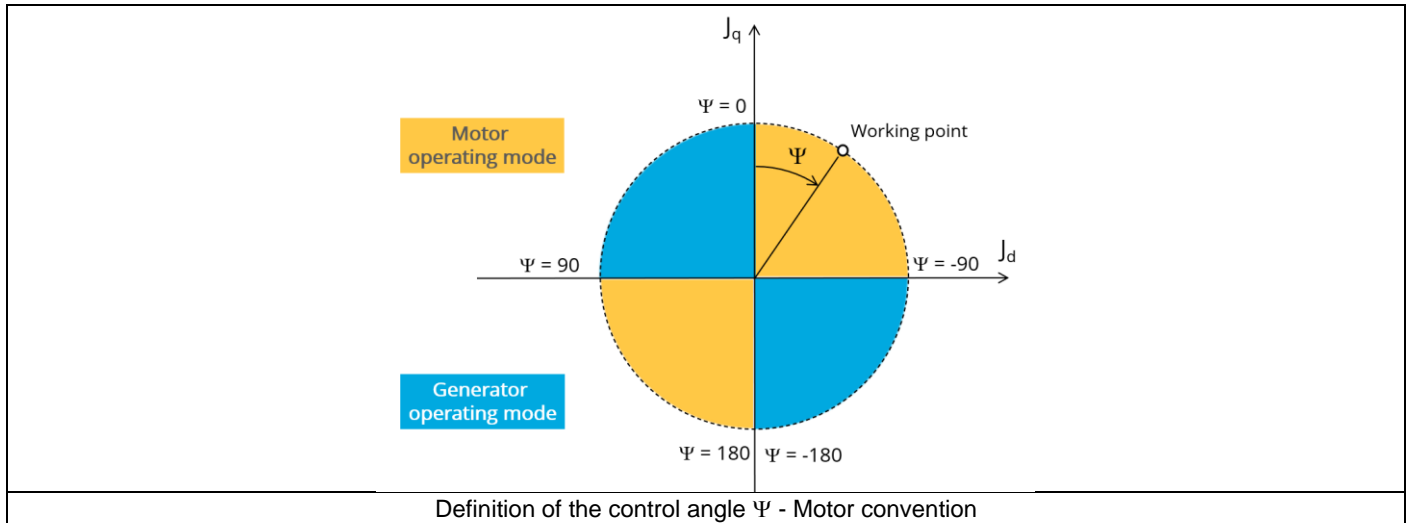 J_q
Ψ = 0
Motor
operating mode
Working point
Ψ
Ψ = 90
Ψ = -90
J_d
Generator
operating mode
Ψ = 180
Ψ = -180
Definition of the control angle Ψ - Motor convention